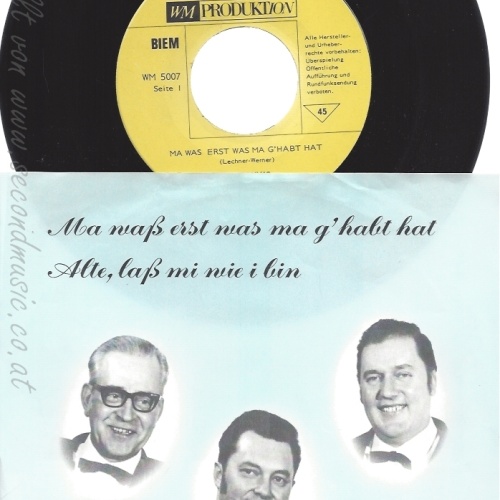 WM PRODUKTION
BIEM
WM 5007
Seite I
Alle Hersteller-
und Urheber-
rechte vorbehalten!
Überspielung
Öffentliche
Aufführung und
Rundfunksendung
verboten.
45
MA WAS ERST WAS MA G'HABT HAT
(Lechner-Werner)
Ma waß erst was ma g'habt hat
Alte, laß mi wie i bin
von www.secondmusic.co.at